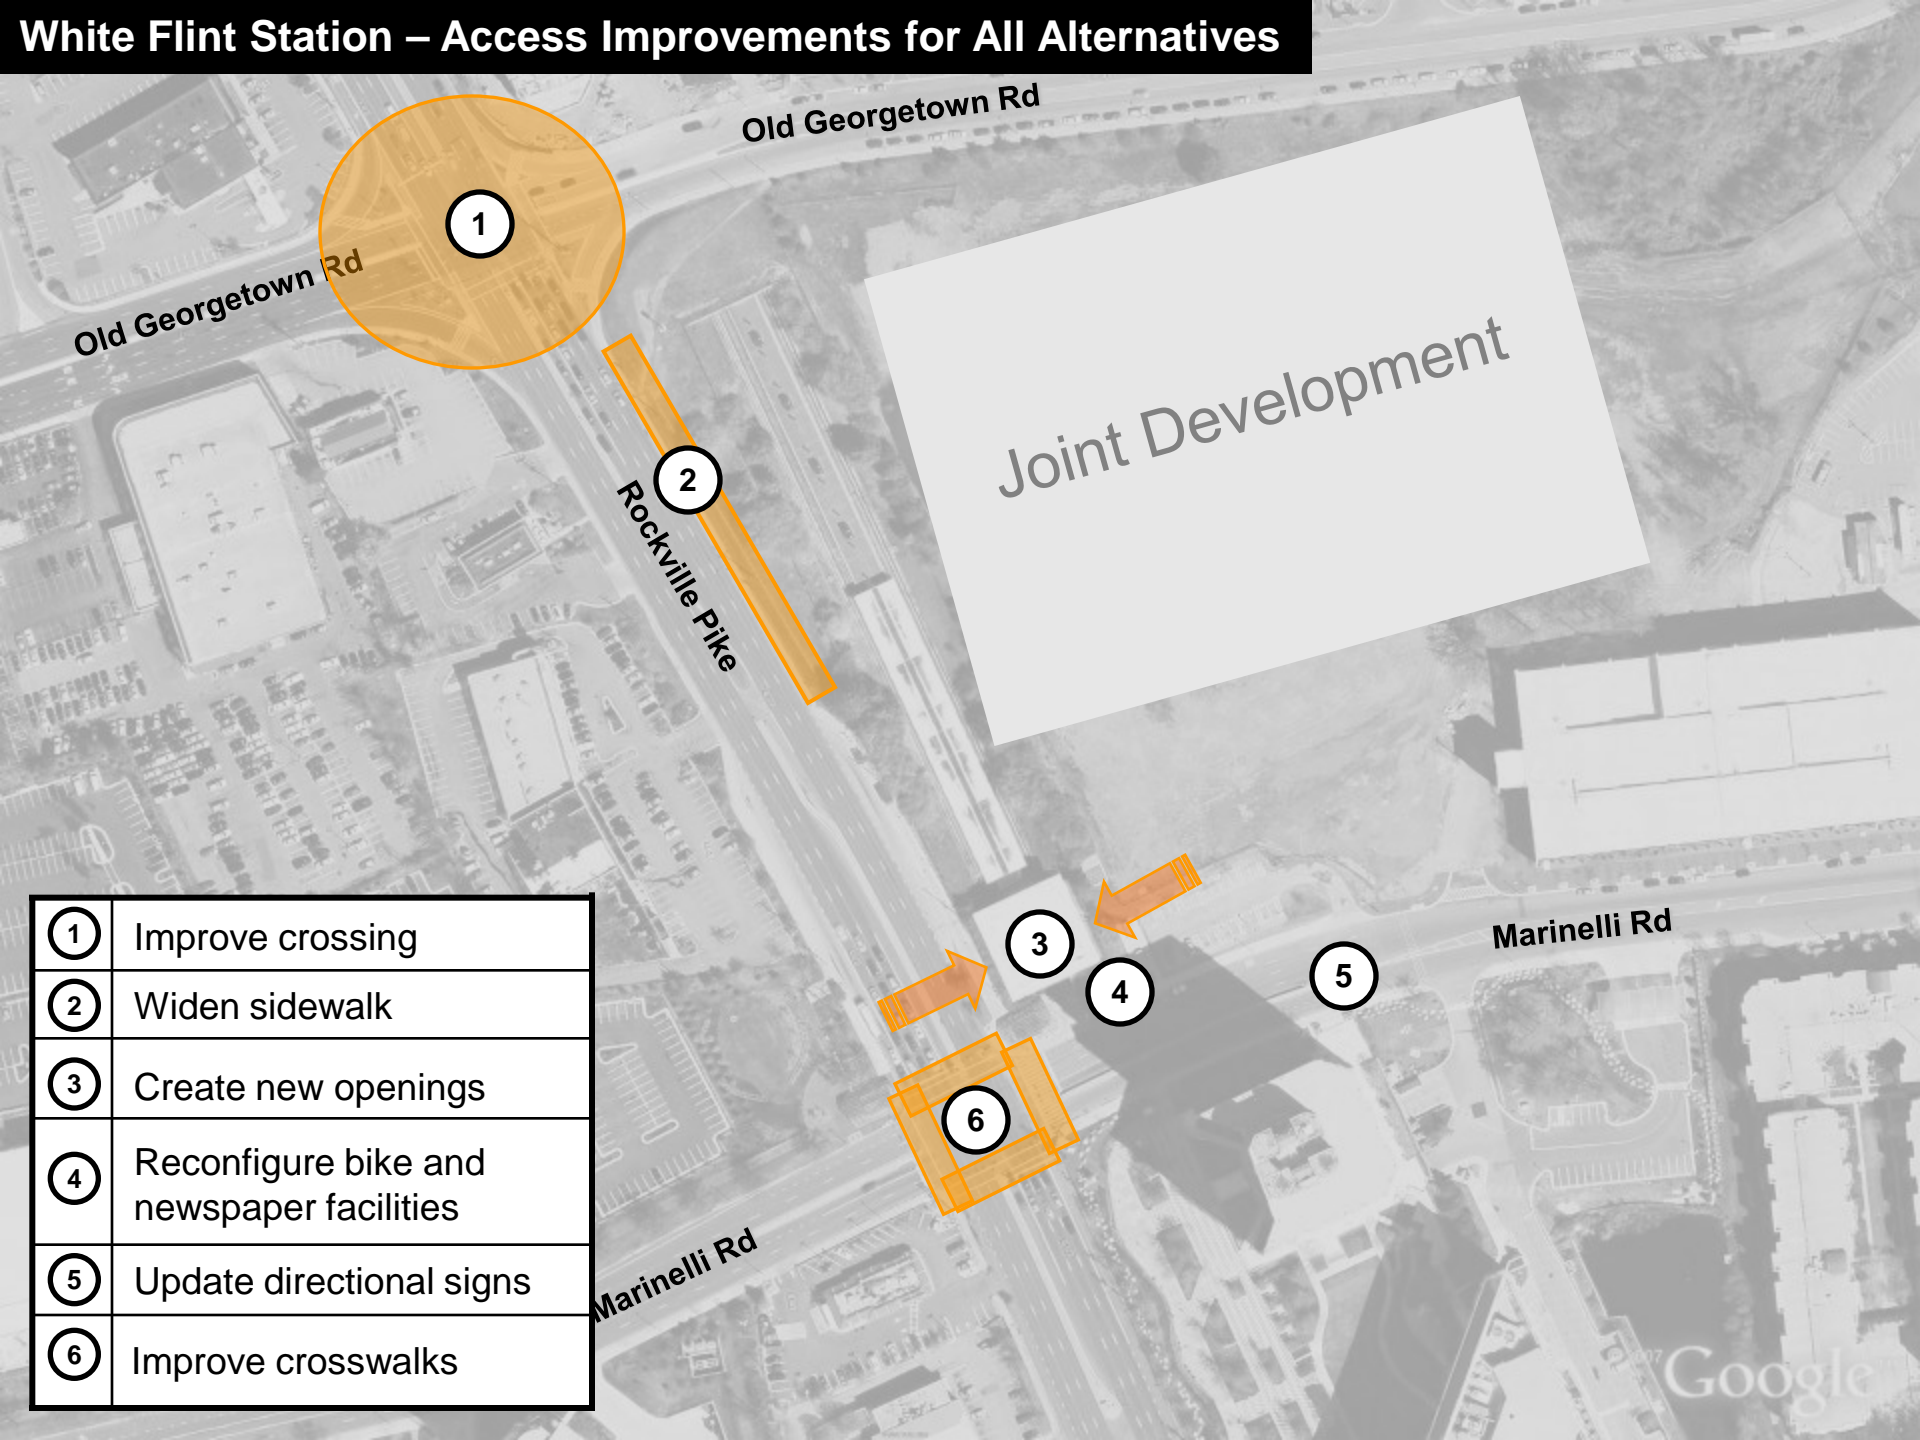 White Flint Station – Access Improvements for All Alternatives
Old Georgetown Rd
1
Old Georgetown Rd
Joint Development
2
Rockville Pike
3
4
5
Marinelli Rd
6
Marinelli Rd
1 Improve crossing
2 Widen sidewalk
3 Create new openings
4 Reconfigure bike and
newspaper facilities
5 Update directional signs
6 Improve crosswalks
Google